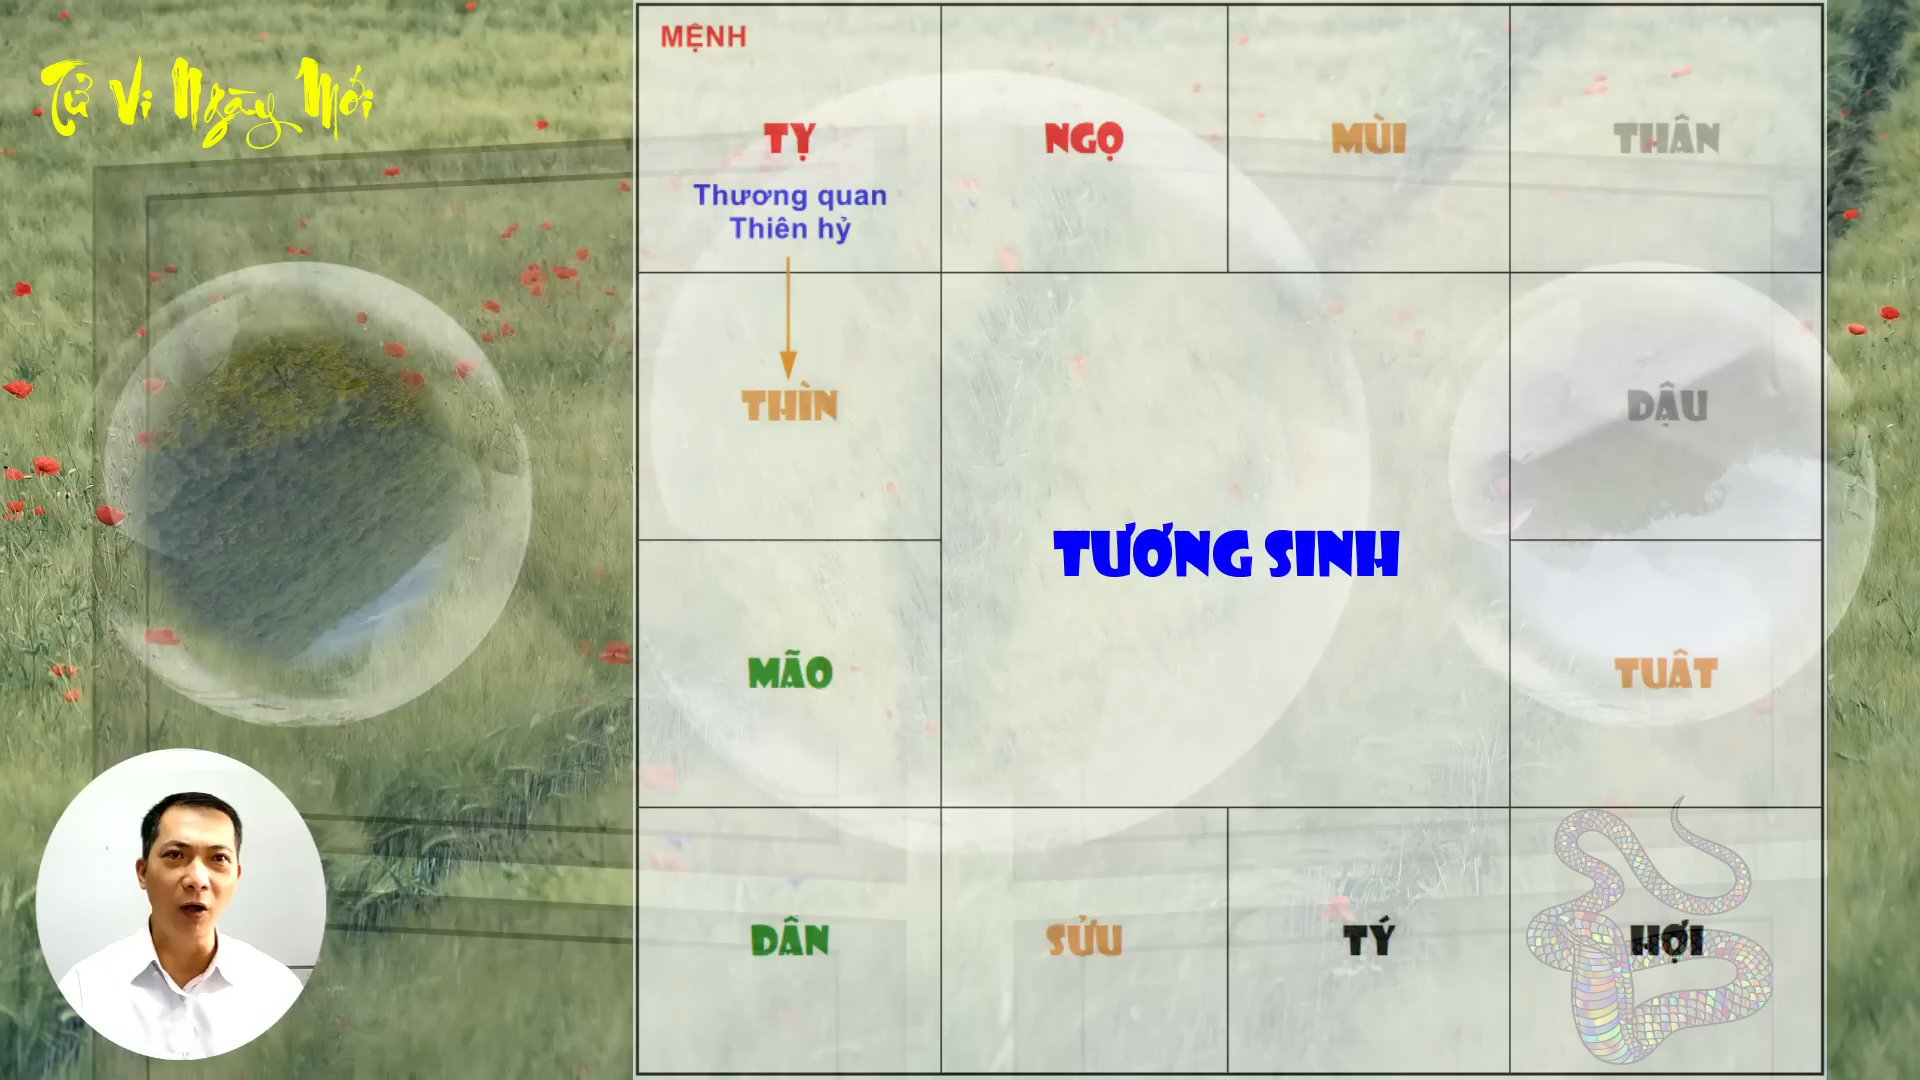 Tử Vi Ngày Mới
MỆNH
TỴ
Thương quan
Thiên hỷ
NGỌ
MÙI
THÂN
THÌN
DẬU
TƯƠNG SINH
MÃO
TUẤT
DẦN
SỬU
TÝ
HỢI